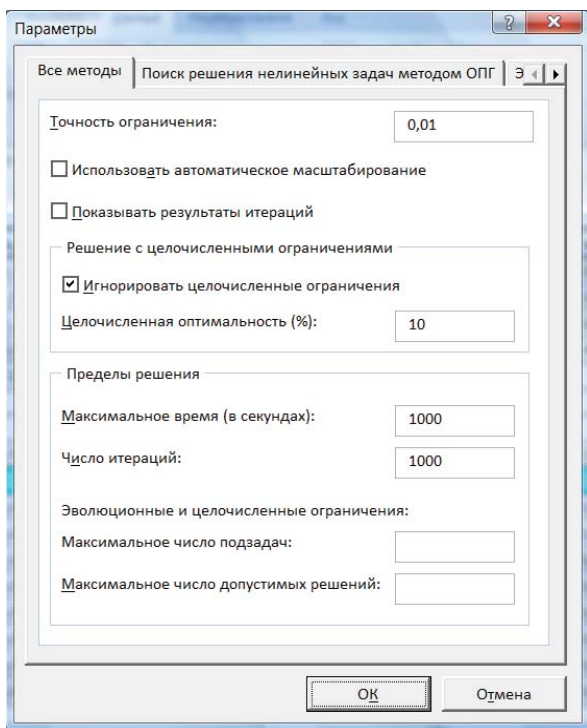 Параметры
Все методы Поиск решения нелинейных задач методом ОПГ Э
Точность ограничения: 0,01
Использовать автоматическое масштабирование
Показывать результаты итераций
Решение с целочисленными ограничениями
Игнорировать целочисленные ограничения
Целочисленная оптимальность (%): 10
Пределы решения
Максимальное время (в секундах): 1000
Число итераций: 1000
Эволюционные и целочисленные ограничения:
Максимальное число подзадач:
Максимальное число допустимых решений:
ОК Отмена